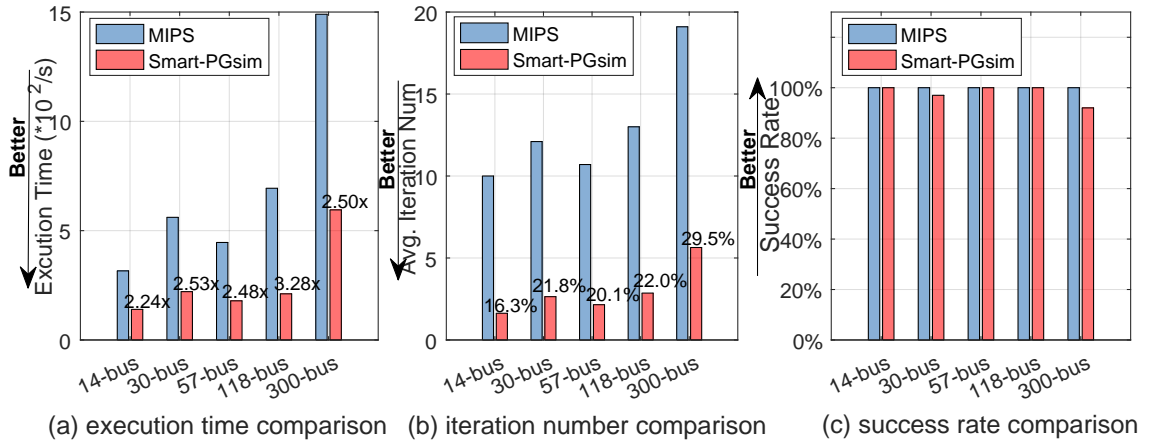 MIPS
Smart-PGsim
Better
Excution Time (*10^2/s)
15
10
5
0
2.24x
2.53x
2.48x
3.28x
2.50x
14-bus
30-bus
57-bus
118-bus
300-bus
(a) execution time comparison
MIPS
Smart-PGsim
Better
Avg. Iteration Num
20
15
10
5
0
16.3%
21.8%
20.1%
22.0%
29.5%
14-bus
30-bus
57-bus
118-bus
300-bus
(b) iteration number comparison
MIPS
Smart-PGsim
Better
Success Rate
100%
80%
60%
40%
20%
0%
14-bus
30-bus
57-bus
118-bus
300-bus
(c) success rate comparison